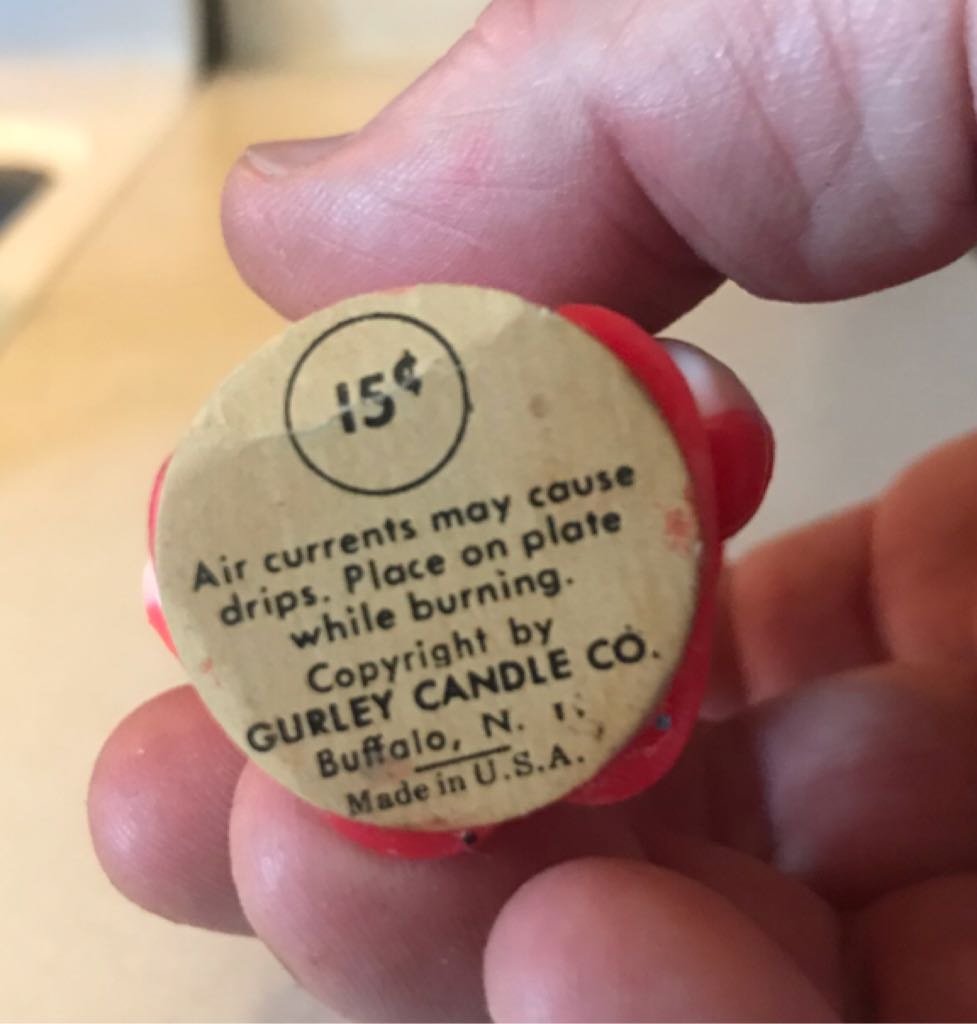 15¢
Air currents may cause
drips. Place on plate
while burning.
Copyright by
GURLEY CANDLE CO.
Buffalo, N.
Made in U.S.A.